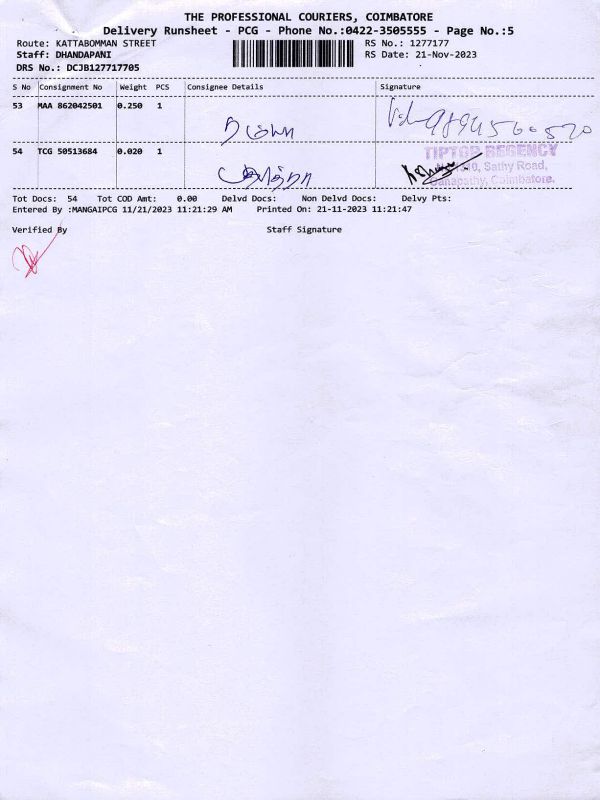 THE PROFESSIONAL COURIERS, COIMBATORE
Delivery Runsheet - PCG - Phone No.:0422-3505555 - Page No.:5
Route: KATTABOMMAN STREET
Staff: DHANDAPANI
DRS No.: DCJB127717705
RS No.: 1277177
RS Date: 21-Nov-2023
S No Consignment No Weight PCS Consignee Details Signature
53 MAA 862042501 0.250 1 ரம்யா 9894560520
54 TCG 50513684 0.020 1
TIPTOP REGENCY
Sathy Road,
Ganapathy, Coimbatore.
Tot Docs: 54 Tot COD Amt: 0.00 Delvd Docs: Non Delvd Docs: Delvy Pts:
Entered By :MANGAIPCG 11/21/2023 11:21:29 AM Printed On: 21-11-2023 11:21:47
Verified By Staff Signature